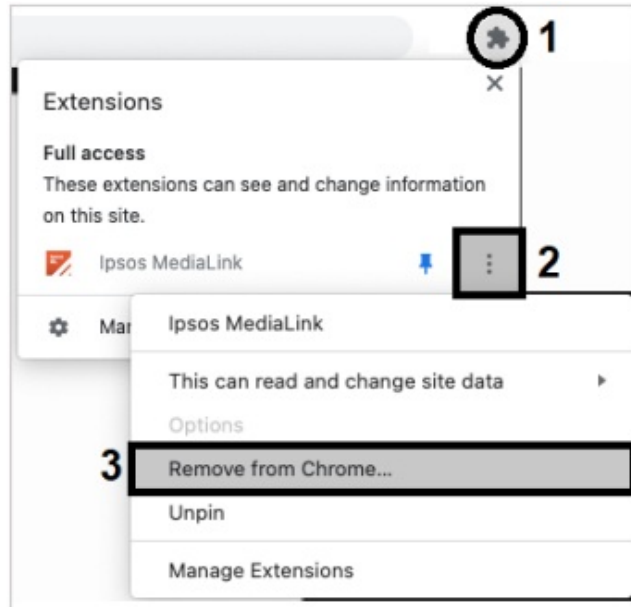 1
Extensions
Full access
These extensions can see and change information
on this site.
Ipsos MediaLink
2
Mar
Ipsos MediaLink
This can read and change site data
Options
3
Remove from Chrome...
Unpin
Manage Extensions